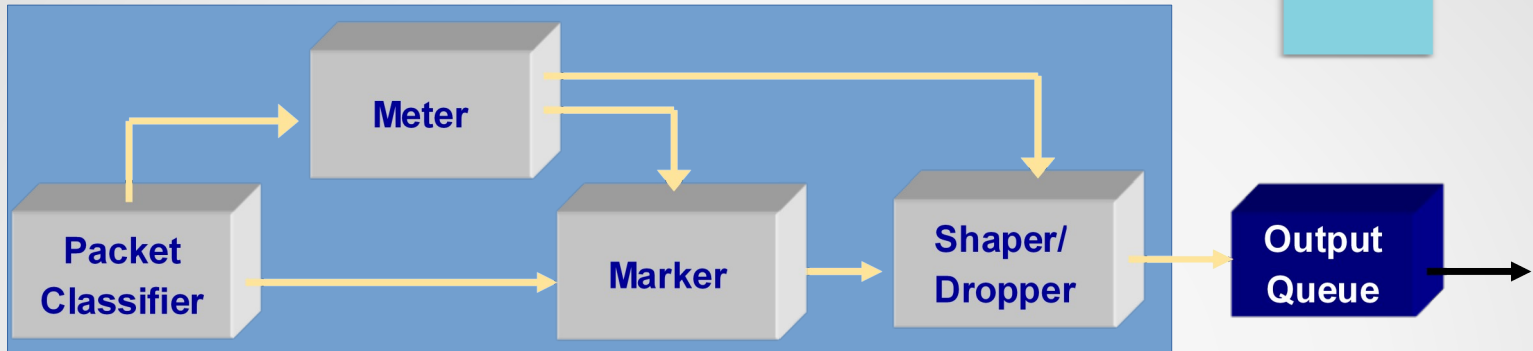 Meter
Packet
Classifier
Marker
Shaper/
Dropper
Output
Queue